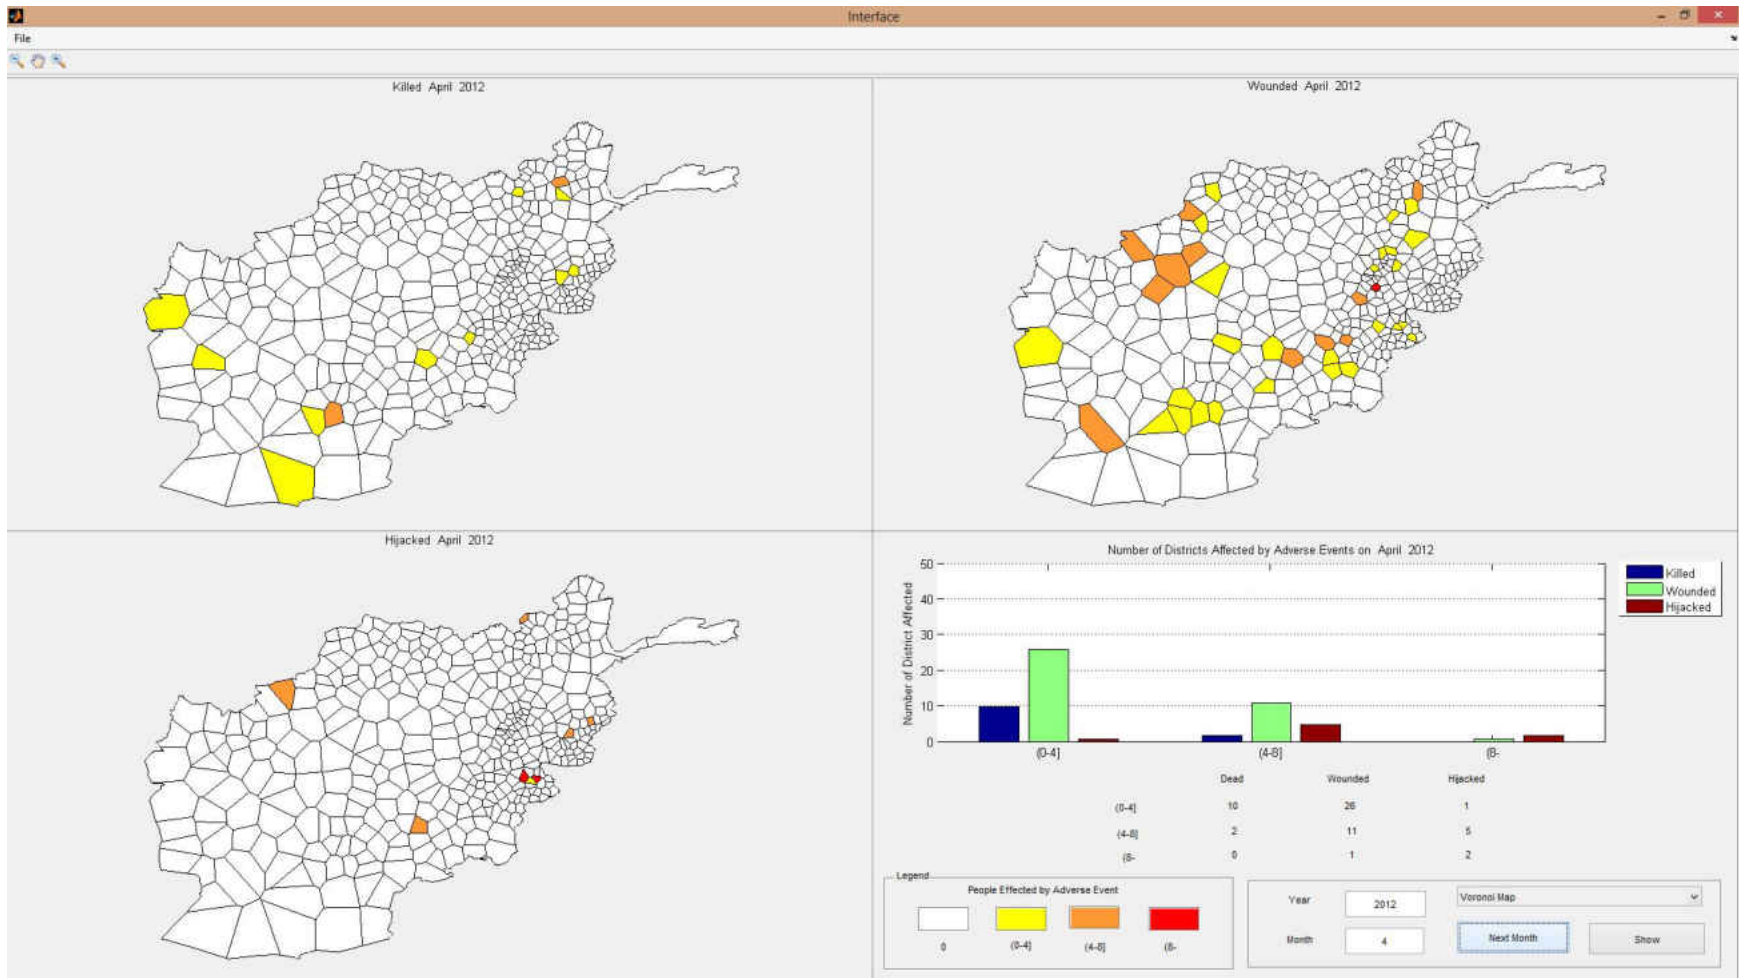 Interface
File
Killed April 2012
Wounded April 2012
Hijacked April 2012
Number of Districts Affected by Adverse Events on April 2012
Number of District Affected
50
40
30
20
10
0
(0-4]
(4-8]
(8-
Killed
Wounded
Hijacked
Dead Wounded Hijacked
(0-4] 10 26 1
(4-8] 2 11 5
(8- 0 1 2
Legend
People Effected by Adverse Event
0 (0-4] (4-8] (8-
Year 2012 Voronoi Map
Month 4 Next Month Show